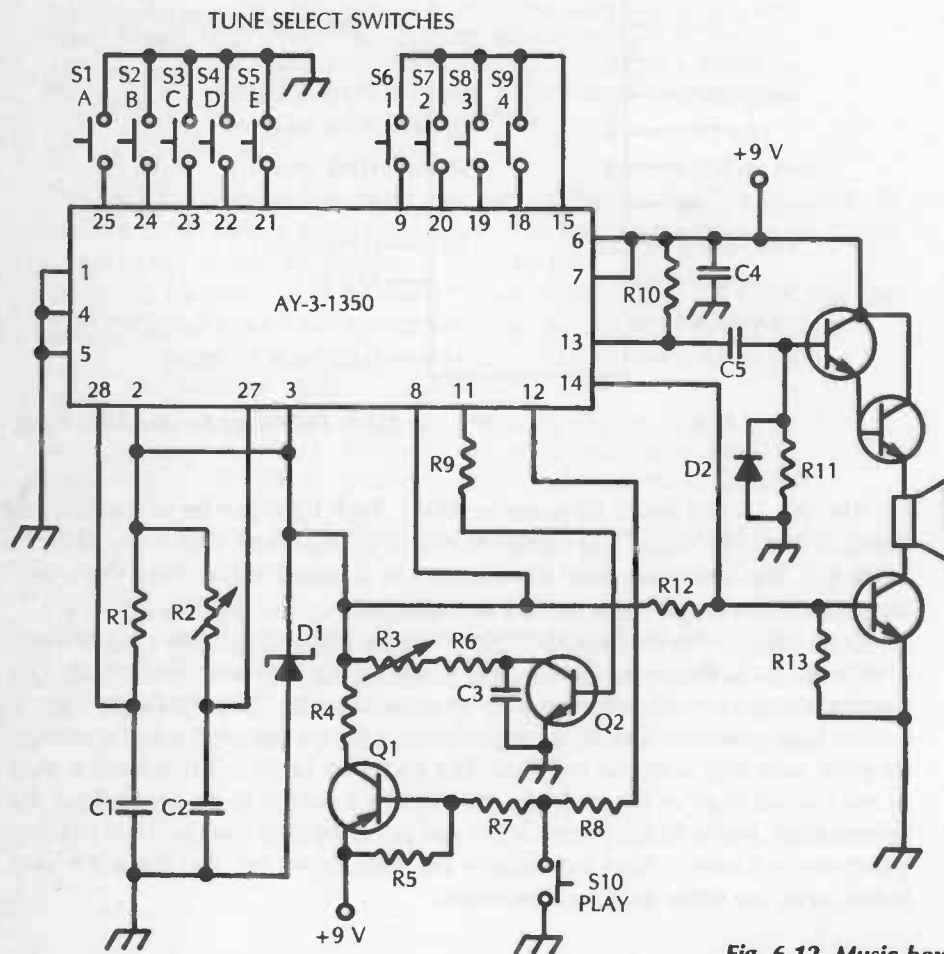 TUNE SELECT SWITCHES
S1 S2 S3 S4 S5 S6 S7 S8 S9
A B C D E 1 2 3 4
+9 V
25 24 23 22 21 9 20 19 18 15
6
1 7 C4
R10
AY-3-1350
4
13
5 C5
14
28 2 27 3 8 11 12
R9 D2 R11
R12
R1 R2 D1
R3 R6 R13
C3
R4 Q2
Q1
C1 C2 R7 R8
R5 S10
PLAY
+9 V
Fig. 6-12. Music box